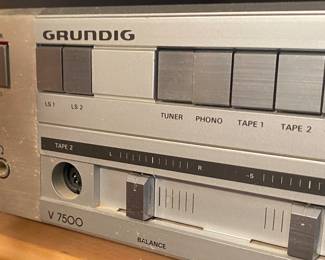 GRUNDIG
LS 1 LS 2
TUNER PHONO TAPE 1 TAPE 2
TAPE 2 L R -5
V 7500
BALANCE